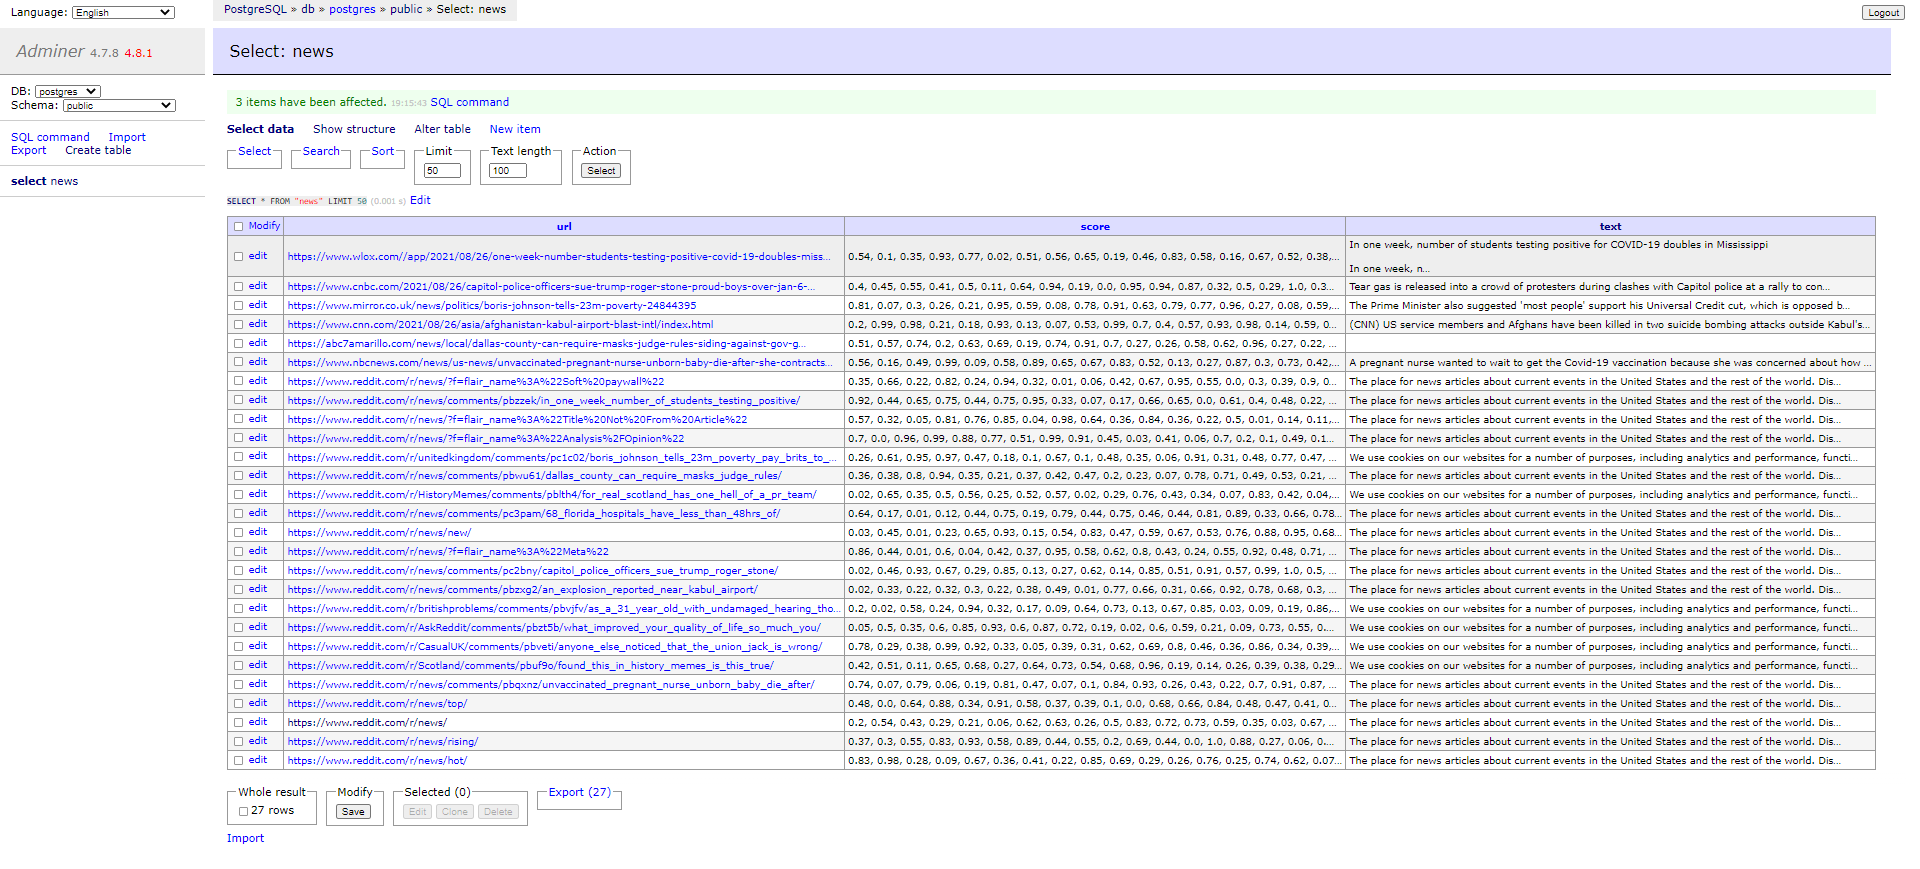 Language: English
PostgreSQL » db » postgres » public » Select: news
Logout
Adminer 4.7.8 4.8.1
Select: news
DB: postgres
Schema: public
SQL command Import
Export Create table
select news
3 items have been affected. 19:15:43 SQL command
Select data Show structure Alter table New item
Select Search Sort Limit Text length Action
50 100 Select
SELECT * FROM "news" LIMIT 50 (0.001 s) Edit
Modify url score text
edit https://www.wlox.com//app/2021/08/26/one-week-number-students-testing-positive-covid-19-doubles-miss... 0.54, 0.1, 0.35, 0.93, 0.77, 0.02, 0.51, 0.56, 0.65, 0.19, 0.46, 0.83, 0.58, 0.16, 0.67, 0.52, 0.38,... In one week, number of students testing positive for COVID-19 doubles in Mississippi
In one week, n...
edit https://www.cnbc.com/2021/08/26/capitol-police-officers-sue-trump-roger-stone-proud-boys-over-jan-6-... 0.4, 0.45, 0.55, 0.41, 0.5, 0.11, 0.64, 0.94, 0.19, 0.0, 0.95, 0.94, 0.87, 0.32, 0.5, 0.29, 1.0, 0.3... Tear gas is released into a crowd of protesters during clashes with Capitol police at a rally to con...
edit https://www.mirror.co.uk/news/politics/boris-johnson-tells-23m-poverty-24844395 0.81, 0.07, 0.3, 0.26, 0.21, 0.95, 0.59, 0.08, 0.78, 0.91, 0.63, 0.79, 0.77, 0.96, 0.27, 0.08, 0.59,... The Prime Minister also suggested 'most people' support his Universal Credit cut, which is opposed b...
edit https://www.cnn.com/2021/08/26/asia/afghanistan-kabul-airport-blast-intl/index.html 0.2, 0.99, 0.98, 0.21, 0.18, 0.93, 0.13, 0.07, 0.53, 0.99, 0.7, 0.4, 0.57, 0.93, 0.98, 0.14, 0.59, 0... (CNN) US service members and Afghans have been killed in two suicide bombing attacks outside Kabul's...
edit https://abc7amarillo.com/news/local/dallas-county-can-require-masks-judge-rules-siding-against-gov-g... 0.51, 0.57, 0.74, 0.2, 0.63, 0.69, 0.19, 0.74, 0.91, 0.7, 0.27, 0.26, 0.58, 0.62, 0.96, 0.27, 0.22, ...
edit https://www.nbcnews.com/news/us-news/unvaccinated-pregnant-nurse-unborn-baby-die-after-she-contracts... 0.56, 0.16, 0.49, 0.99, 0.09, 0.58, 0.89, 0.65, 0.67, 0.83, 0.52, 0.13, 0.27, 0.87, 0.3, 0.73, 0.42,... A pregnant nurse wanted to wait to get the Covid-19 vaccination because she was concerned about how ...
edit https://www.reddit.com/r/news/?f=flair_name%3A%22Soft%20paywall%22 0.35, 0.66, 0.22, 0.82, 0.24, 0.94, 0.32, 0.01, 0.06, 0.42, 0.67, 0.95, 0.55, 0.0, 0.3, 0.39, 0.9, 0... The place for news articles about current events in the United States and the rest of the world. Dis...
edit https://www.reddit.com/r/news/comments/pbzzek/in_one_week_number_of_students_testing_positive/ 0.92, 0.44, 0.65, 0.75, 0.44, 0.75, 0.95, 0.33, 0.07, 0.17, 0.66, 0.65, 0.0, 0.61, 0.4, 0.48, 0.22, ... The place for news articles about current events in the United States and the rest of the world. Dis...
edit https://www.reddit.com/r/news/?f=flair_name%3A%22Title%20Not%20From%20Article%22 0.57, 0.32, 0.05, 0.81, 0.76, 0.85, 0.04, 0.98, 0.64, 0.36, 0.84, 0.36, 0.22, 0.5, 0.01, 0.14, 0.11,... The place for news articles about current events in the United States and the rest of the world. Dis...
edit https://www.reddit.com/r/news/?f=flair_name%3A%22Analysis%2FOpinion%22 0.7, 0.0, 0.96, 0.99, 0.88, 0.77, 0.51, 0.99, 0.91, 0.45, 0.03, 0.41, 0.06, 0.7, 0.2, 0.1, 0.49, 0.1... The place for news articles about current events in the United States and the rest of the world. Dis...
edit https://www.reddit.com/r/unitedkingdom/comments/pc1c02/boris_johnson_tells_23m_poverty_pay_brits_to_... 0.26, 0.61, 0.95, 0.97, 0.47, 0.18, 0.1, 0.67, 0.1, 0.48, 0.35, 0.06, 0.91, 0.31, 0.48, 0.77, 0.47, ... We use cookies on our websites for a number of purposes, including analytics and performance, functi...
edit https://www.reddit.com/r/news/comments/pbwu61/dallas_county_can_require_masks_judge_rules/ 0.36, 0.38, 0.8, 0.94, 0.35, 0.21, 0.37, 0.42, 0.47, 0.2, 0.23, 0.07, 0.78, 0.71, 0.49, 0.53, 0.21, ... The place for news articles about current events in the United States and the rest of the world. Dis...
edit https://www.reddit.com/r/HistoryMemes/comments/pblth4/for_real_scotland_has_one_hell_of_a_pr_team/ 0.02, 0.65, 0.35, 0.5, 0.56, 0.25, 0.52, 0.57, 0.02, 0.29, 0.76, 0.43, 0.34, 0.07, 0.83, 0.42, 0.04,... We use cookies on our websites for a number of purposes, including analytics and performance, functi...
edit https://www.reddit.com/r/news/comments/pc3pam/68_florida_hospitals_have_less_than_48hrs_of/ 0.64, 0.17, 0.01, 0.12, 0.44, 0.75, 0.19, 0.79, 0.44, 0.75, 0.46, 0.44, 0.81, 0.89, 0.33, 0.66, 0.78... The place for news articles about current events in the United States and the rest of the world. Dis...
edit https://www.reddit.com/r/news/new/ 0.03, 0.45, 0.01, 0.23, 0.65, 0.93, 0.15, 0.54, 0.83, 0.47, 0.59, 0.67, 0.53, 0.76, 0.88, 0.95, 0.68... The place for news articles about current events in the United States and the rest of the world. Dis...
edit https://www.reddit.com/r/news/?f=flair_name%3A%22Meta%22 0.86, 0.44, 0.01, 0.6, 0.04, 0.42, 0.37, 0.95, 0.58, 0.62, 0.8, 0.43, 0.24, 0.55, 0.92, 0.48, 0.71, ... The place for news articles about current events in the United States and the rest of the world. Dis...
edit https://www.reddit.com/r/news/comments/pc2bny/capitol_police_officers_sue_trump_roger_stone/ 0.02, 0.46, 0.93, 0.67, 0.29, 0.85, 0.13, 0.27, 0.62, 0.14, 0.85, 0.51, 0.91, 0.57, 0.99, 1.0, 0.5, ... The place for news articles about current events in the United States and the rest of the world. Dis...
edit https://www.reddit.com/r/news/comments/pbzxg2/an_explosion_reported_near_kabul_airport/ 0.02, 0.33, 0.22, 0.32, 0.3, 0.22, 0.38, 0.49, 0.01, 0.77, 0.66, 0.31, 0.66, 0.92, 0.78, 0.68, 0.3, ... The place for news articles about current events in the United States and the rest of the world. Dis...
edit https://www.reddit.com/r/britishproblems/comments/pbvjfv/as_a_31_year_old_with_undamaged_hearing_tho... 0.2, 0.02, 0.58, 0.24, 0.94, 0.32, 0.17, 0.09, 0.64, 0.73, 0.13, 0.67, 0.85, 0.03, 0.09, 0.19, 0.86,... We use cookies on our websites for a number of purposes, including analytics and performance, functi...
edit https://www.reddit.com/r/AskReddit/comments/pbzt5b/what_improved_your_quality_of_life_so_much_you/ 0.05, 0.5, 0.35, 0.6, 0.85, 0.93, 0.6, 0.87, 0.72, 0.19, 0.02, 0.6, 0.59, 0.21, 0.09, 0.73, 0.55, 0.... We use cookies on our websites for a number of purposes, including analytics and performance, functi...
edit https://www.reddit.com/r/CasualUK/comments/pbveti/anyone_else_noticed_that_the_union_jack_is_wrong/ 0.78, 0.29, 0.38, 0.99, 0.92, 0.33, 0.05, 0.39, 0.31, 0.62, 0.69, 0.8, 0.46, 0.36, 0.86, 0.34, 0.39,... We use cookies on our websites for a number of purposes, including analytics and performance, functi...
edit https://www.reddit.com/r/Scotland/comments/pbuf9o/found_this_in_history_memes_is_this_true/ 0.42, 0.51, 0.11, 0.65, 0.68, 0.27, 0.64, 0.73, 0.54, 0.68, 0.96, 0.19, 0.14, 0.26, 0.39, 0.38, 0.29... We use cookies on our websites for a number of purposes, including analytics and performance, functi...
edit https://www.reddit.com/r/news/comments/pbqxnz/unvaccinated_pregnant_nurse_unborn_baby_die_after/ 0.74, 0.07, 0.79, 0.06, 0.19, 0.81, 0.47, 0.07, 0.1, 0.84, 0.93, 0.26, 0.43, 0.22, 0.7, 0.91, 0.87, ... The place for news articles about current events in the United States and the rest of the world. Dis...
edit https://www.reddit.com/r/news/top/ 0.48, 0.0, 0.64, 0.88, 0.34, 0.91, 0.58, 0.37, 0.39, 0.1, 0.0, 0.68, 0.66, 0.84, 0.48, 0.47, 0.41, 0... The place for news articles about current events in the United States and the rest of the world. Dis...
edit https://www.reddit.com/r/news/ 0.2, 0.54, 0.43, 0.29, 0.21, 0.06, 0.62, 0.63, 0.26, 0.5, 0.83, 0.72, 0.73, 0.59, 0.35, 0.03, 0.67, ... The place for news articles about current events in the United States and the rest of the world. Dis...
edit https://www.reddit.com/r/news/rising/ 0.37, 0.3, 0.55, 0.83, 0.93, 0.58, 0.89, 0.44, 0.55, 0.2, 0.69, 0.44, 0.0, 1.0, 0.88, 0.27, 0.06, 0.... The place for news articles about current events in the United States and the rest of the world. Dis...
edit https://www.reddit.com/r/news/hot/ 0.83, 0.98, 0.28, 0.09, 0.67, 0.36, 0.41, 0.22, 0.85, 0.69, 0.29, 0.26, 0.76, 0.25, 0.74, 0.62, 0.07... The place for news articles about current events in the United States and the rest of the world. Dis...
Whole result Modify Selected (0) Export (27)
27 rows Save Edit Clone Delete
Import